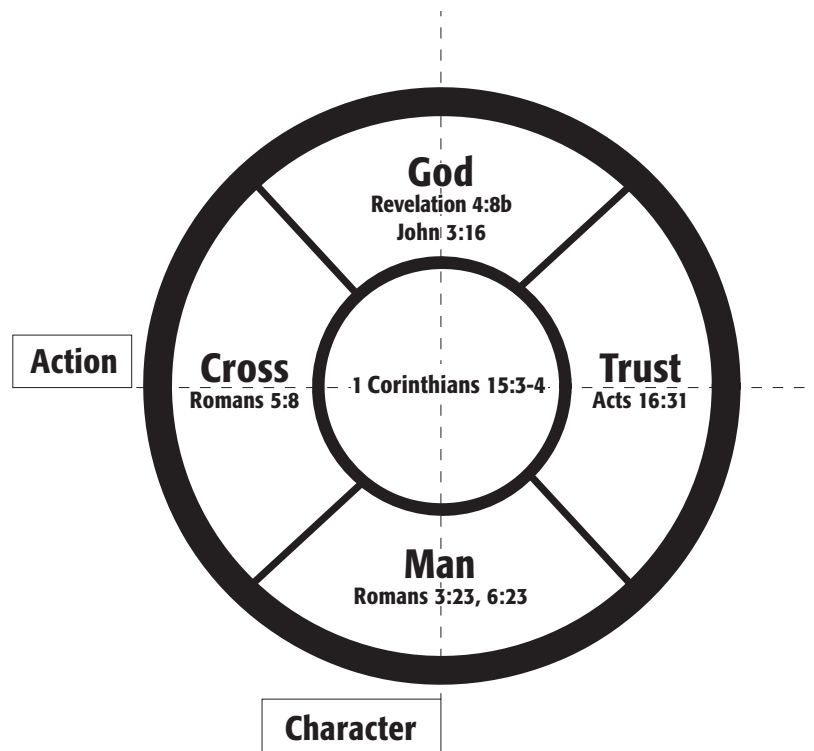 God
Revelation 4:8b
John 3:16
Action
Cross
Romans 5:8
1 Corinthians 15:3-4
Trust
Acts 16:31
Man
Romans 3:23, 6:23
Character